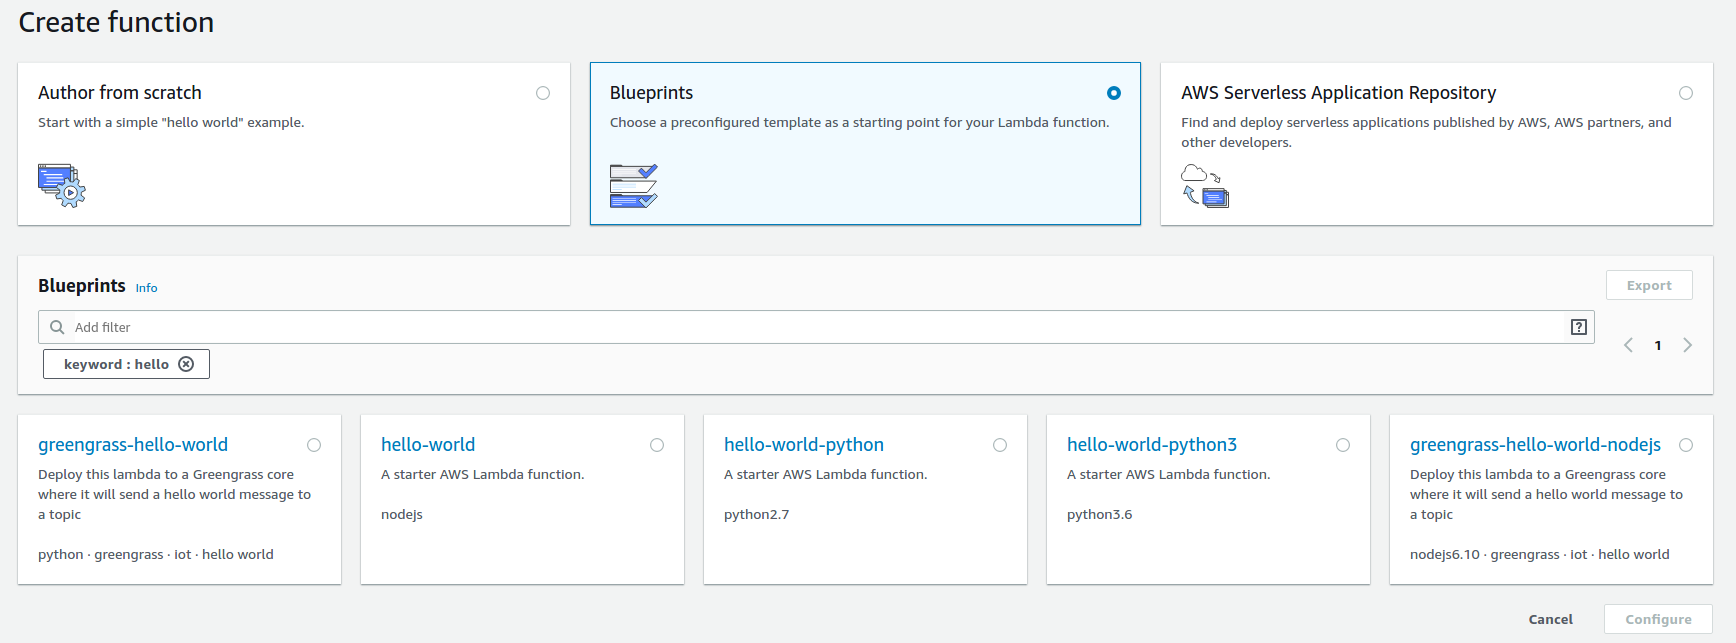 Create function
Author from scratch
Start with a simple "hello world" example.
Blueprints
Choose a preconfigured template as a starting point for your Lambda function.
AWS Serverless Application Repository
Find and deploy serverless applications published by AWS, AWS partners, and
other developers.
Blueprints Info
Export
Add filter
?
keyword : hello
1
greengrass-hello-world
Deploy this lambda to a Greengrass core
where it will send a hello world message to
a topic
python · greengrass · iot · hello world
hello-world
A starter AWS Lambda function.
nodejs
hello-world-python
A starter AWS Lambda function.
python2.7
hello-world-python3
A starter AWS Lambda function.
python3.6
greengrass-hello-world-nodejs
Deploy this lambda to a Greengrass core
where it will send a hello world message to
a topic
nodejs6.10 · greengrass · iot · hello world
Cancel
Configure